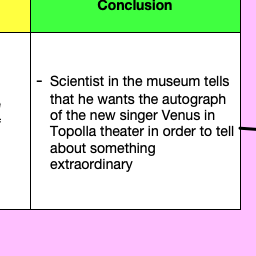 Conclusion
- Scientist in the museum tells
that he wants the autograph
of the new singer Venus in
Topolla theater in order to tell
about something
extraordinary